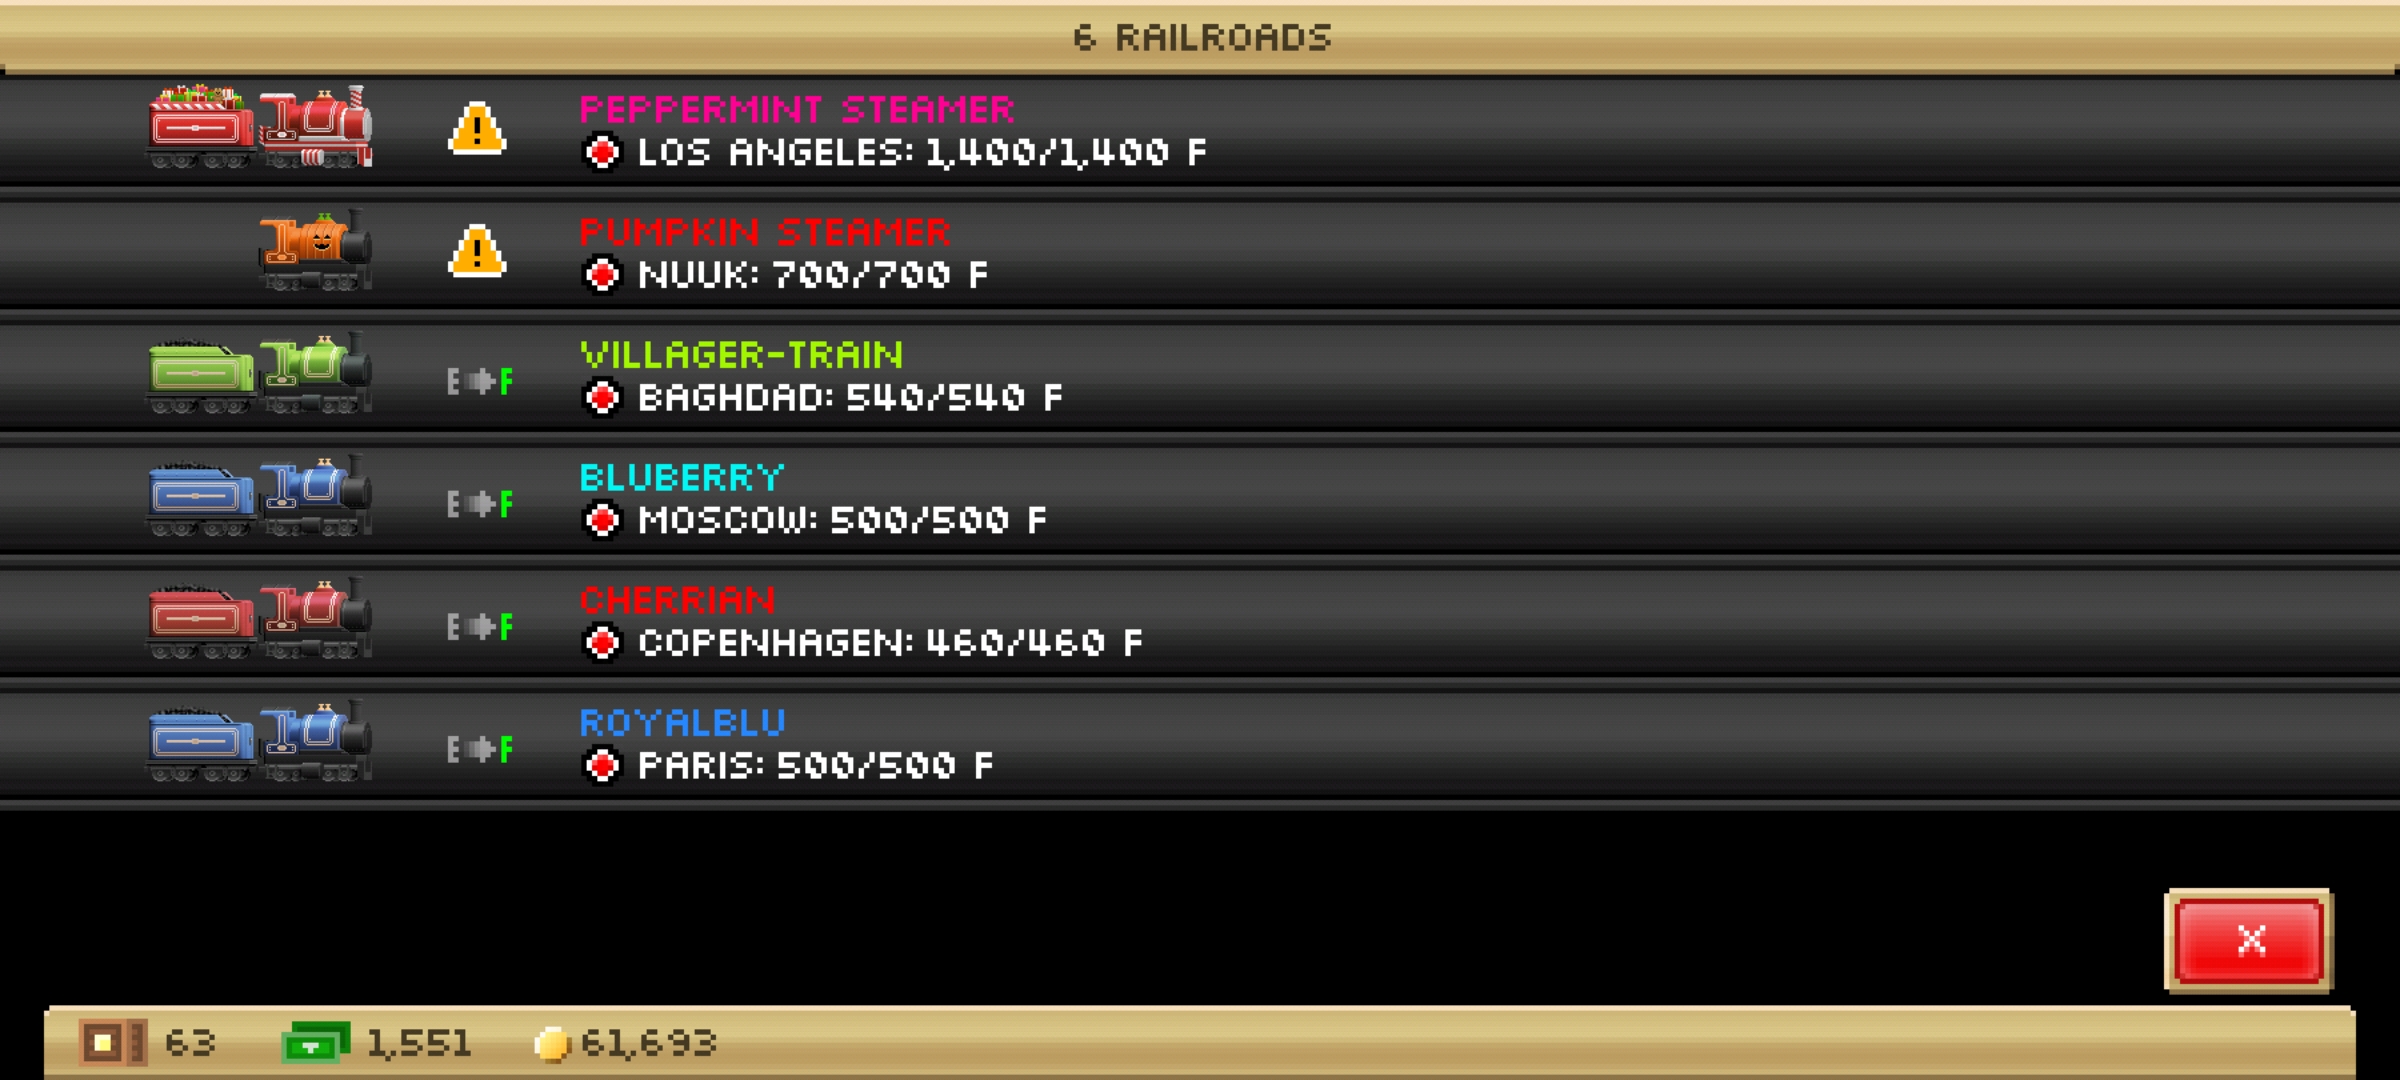 6 RAILROADS
PEPPERMINT STEAMER
LOS ANGELES: 1,400/1,400 F
PUMPKIN STEAMER
NUUK: 700/700 F
E F
VILLAGER-TRAIN
BAGHDAD: 540/540 F
E F
BLUBERRY
MOSCOW: 500/500 F
E F
CHERRIAN
COPENHAGEN: 460/460 F
E F
ROYALBLU
PARIS: 500/500 F
X
63 1,551 61,693